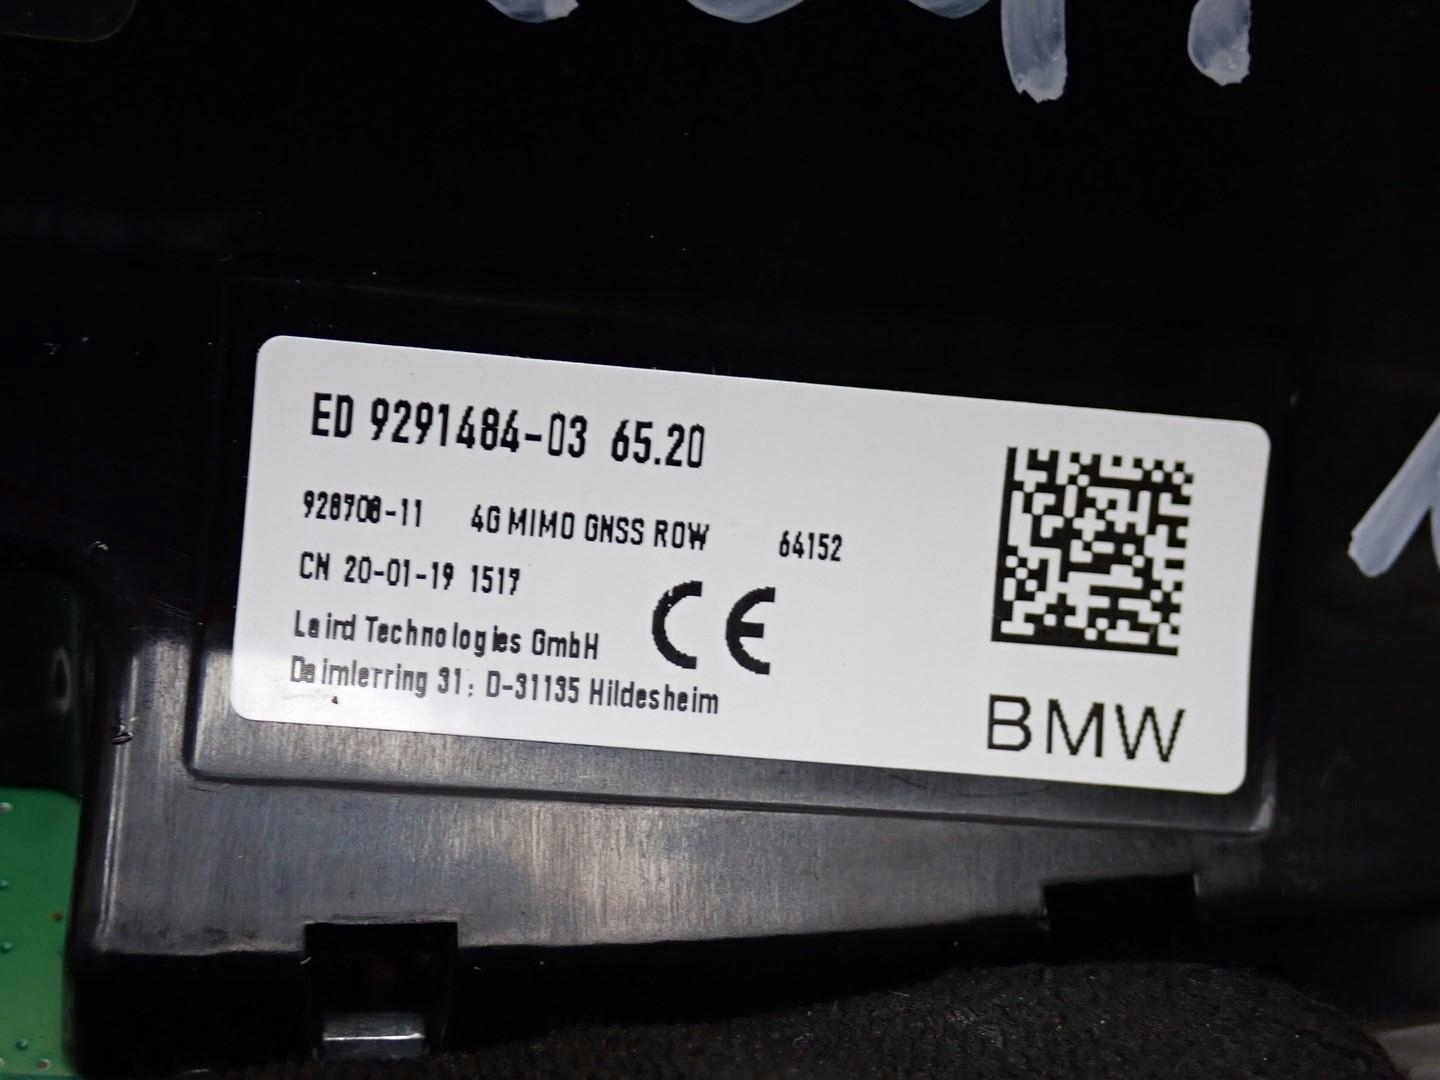 ED 9291484-03 65.20
928708-11 4G MIMO GNSS ROW 64152
CN 20-01-19 1517
CE
Laird Technologies GmbH
Daimlerring 31; D-31135 Hildesheim
BMW